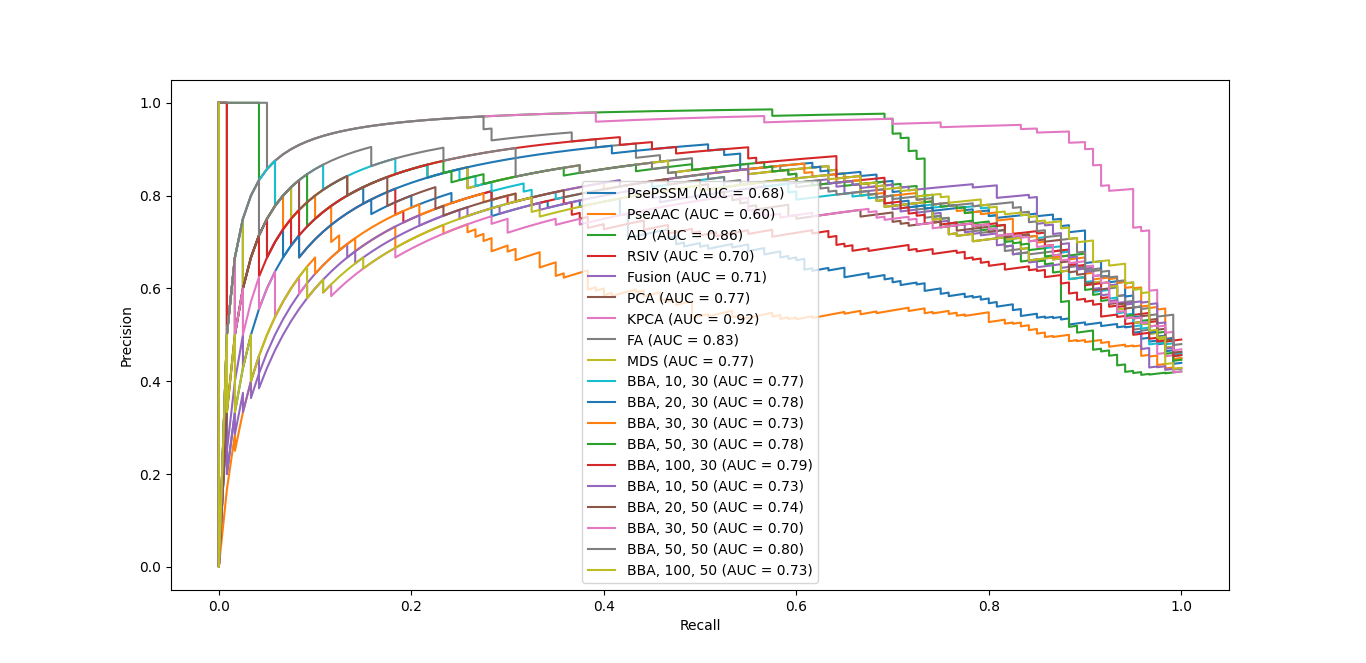 1.0
0.8
0.6
0.4
0.2
0.0
Precision
PsePSSM (AUC = 0.68)
PseAAC (AUC = 0.60)
AD (AUC = 0.86)
RSIV (AUC = 0.70)
Fusion (AUC = 0.71)
PCA (AUC = 0.77)
KPCA (AUC = 0.92)
FA (AUC = 0.83)
MDS (AUC = 0.77)
BBA, 10, 30 (AUC = 0.77)
BBA, 20, 30 (AUC = 0.78)
BBA, 30, 30 (AUC = 0.73)
BBA, 50, 30 (AUC = 0.78)
BBA, 100, 30 (AUC = 0.79)
BBA, 10, 50 (AUC = 0.73)
BBA, 20, 50 (AUC = 0.74)
BBA, 30, 50 (AUC = 0.70)
BBA, 50, 50 (AUC = 0.80)
BBA, 100, 50 (AUC = 0.73)
0.0 0.2 0.4 0.6 0.8 1.0
Recall